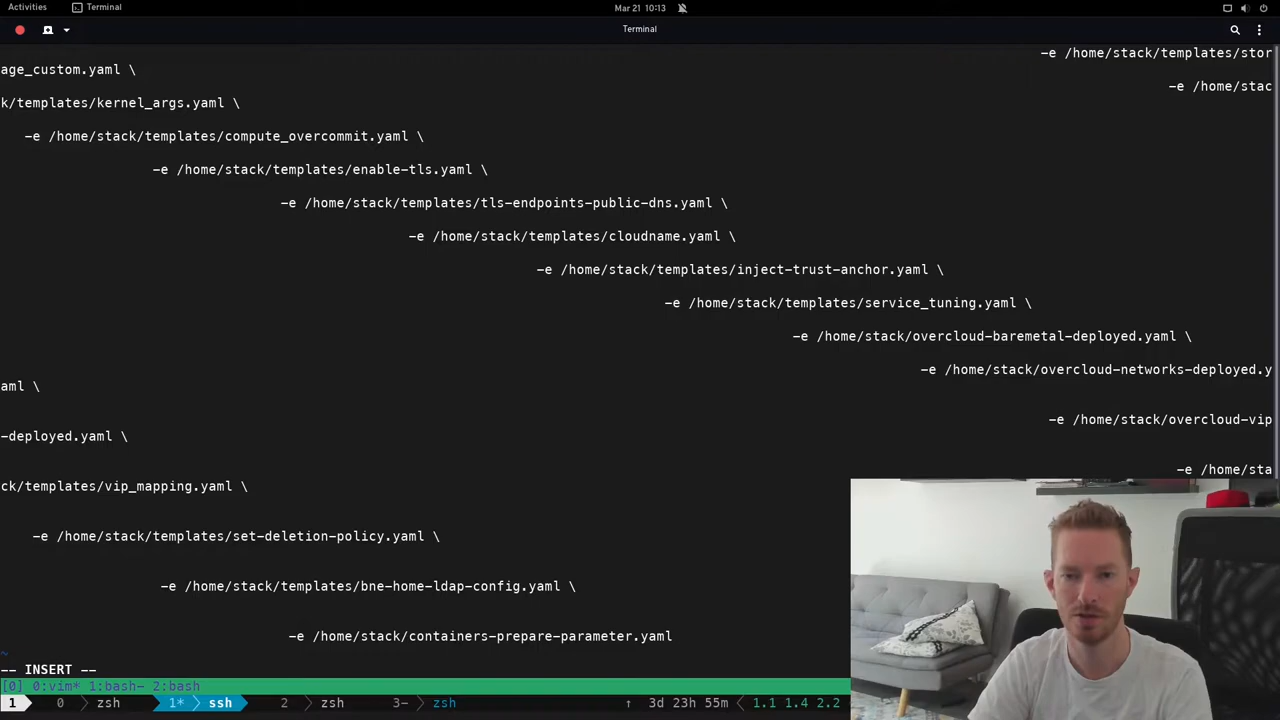 Activities Terminal Mar 21 10:13
Terminal
-e /home/stack/templates/stor
age_custom.yaml \
-e /home/stac
k/templates/kernel_args.yaml \
-e /home/stack/templates/compute_overcommit.yaml \
-e /home/stack/templates/enable-tls.yaml \
-e /home/stack/templates/tls-endpoints-public-dns.yaml \
-e /home/stack/templates/cloudname.yaml \
-e /home/stack/templates/inject-trust-anchor.yaml \
-e /home/stack/templates/service_tuning.yaml \
-e /home/stack/overcloud-baremetal-deployed.yaml \
-e /home/stack/overcloud-networks-deployed.y
aml \
-e /home/stack/overcloud-vip
-deployed.yaml \
-e /home/sta
ck/templates/vip_mapping.yaml \
-e /home/stack/templates/set-deletion-policy.yaml \
-e /home/stack/templates/bne-home-ldap-config.yaml \
-e /home/stack/containers-prepare-parameter.yaml
~
-- INSERT --
[0] 0:vim* 1:bash- 2:bash
1 0 zsh 1* ssh 2 zsh 3- zsh ↑ 3d 23h 55m 1.1 1.4 2.2